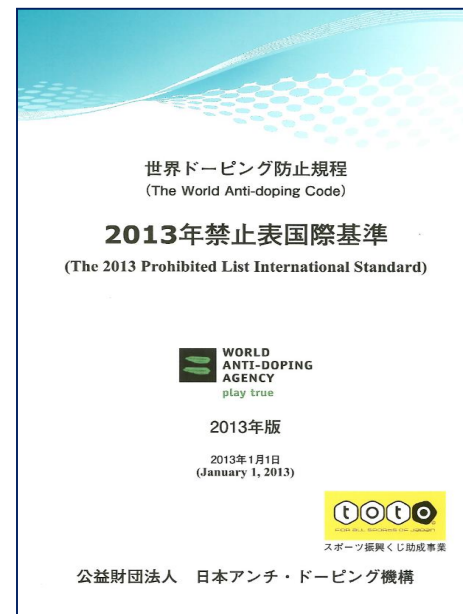 世界ドーピング防止規程
(The World Anti-doping Code)
2013年禁止表国際基準
(The 2013 Prohibited List International Standard)
WORLD
ANTI-DOPING
AGENCY
play true
2013年版
2013年1月1日
(January 1, 2013)
toto
FOR ALL SPORTS OF JAPAN
スポーツ振興くじ助成事業
公益財団法人 日本アンチ・ドーピング機構